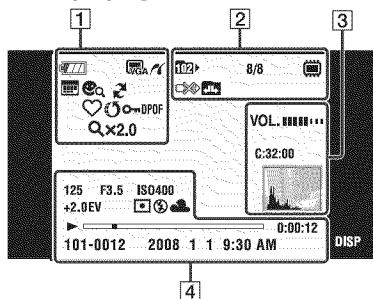 1 2 3
VGA 102 8/8
DPOF
×2.0
VOL.
C:32:00
125 F3.5 ISO400
+2.0EV
0:00:12
101-0012 2008 1 1 9:30 AM
DISP
4